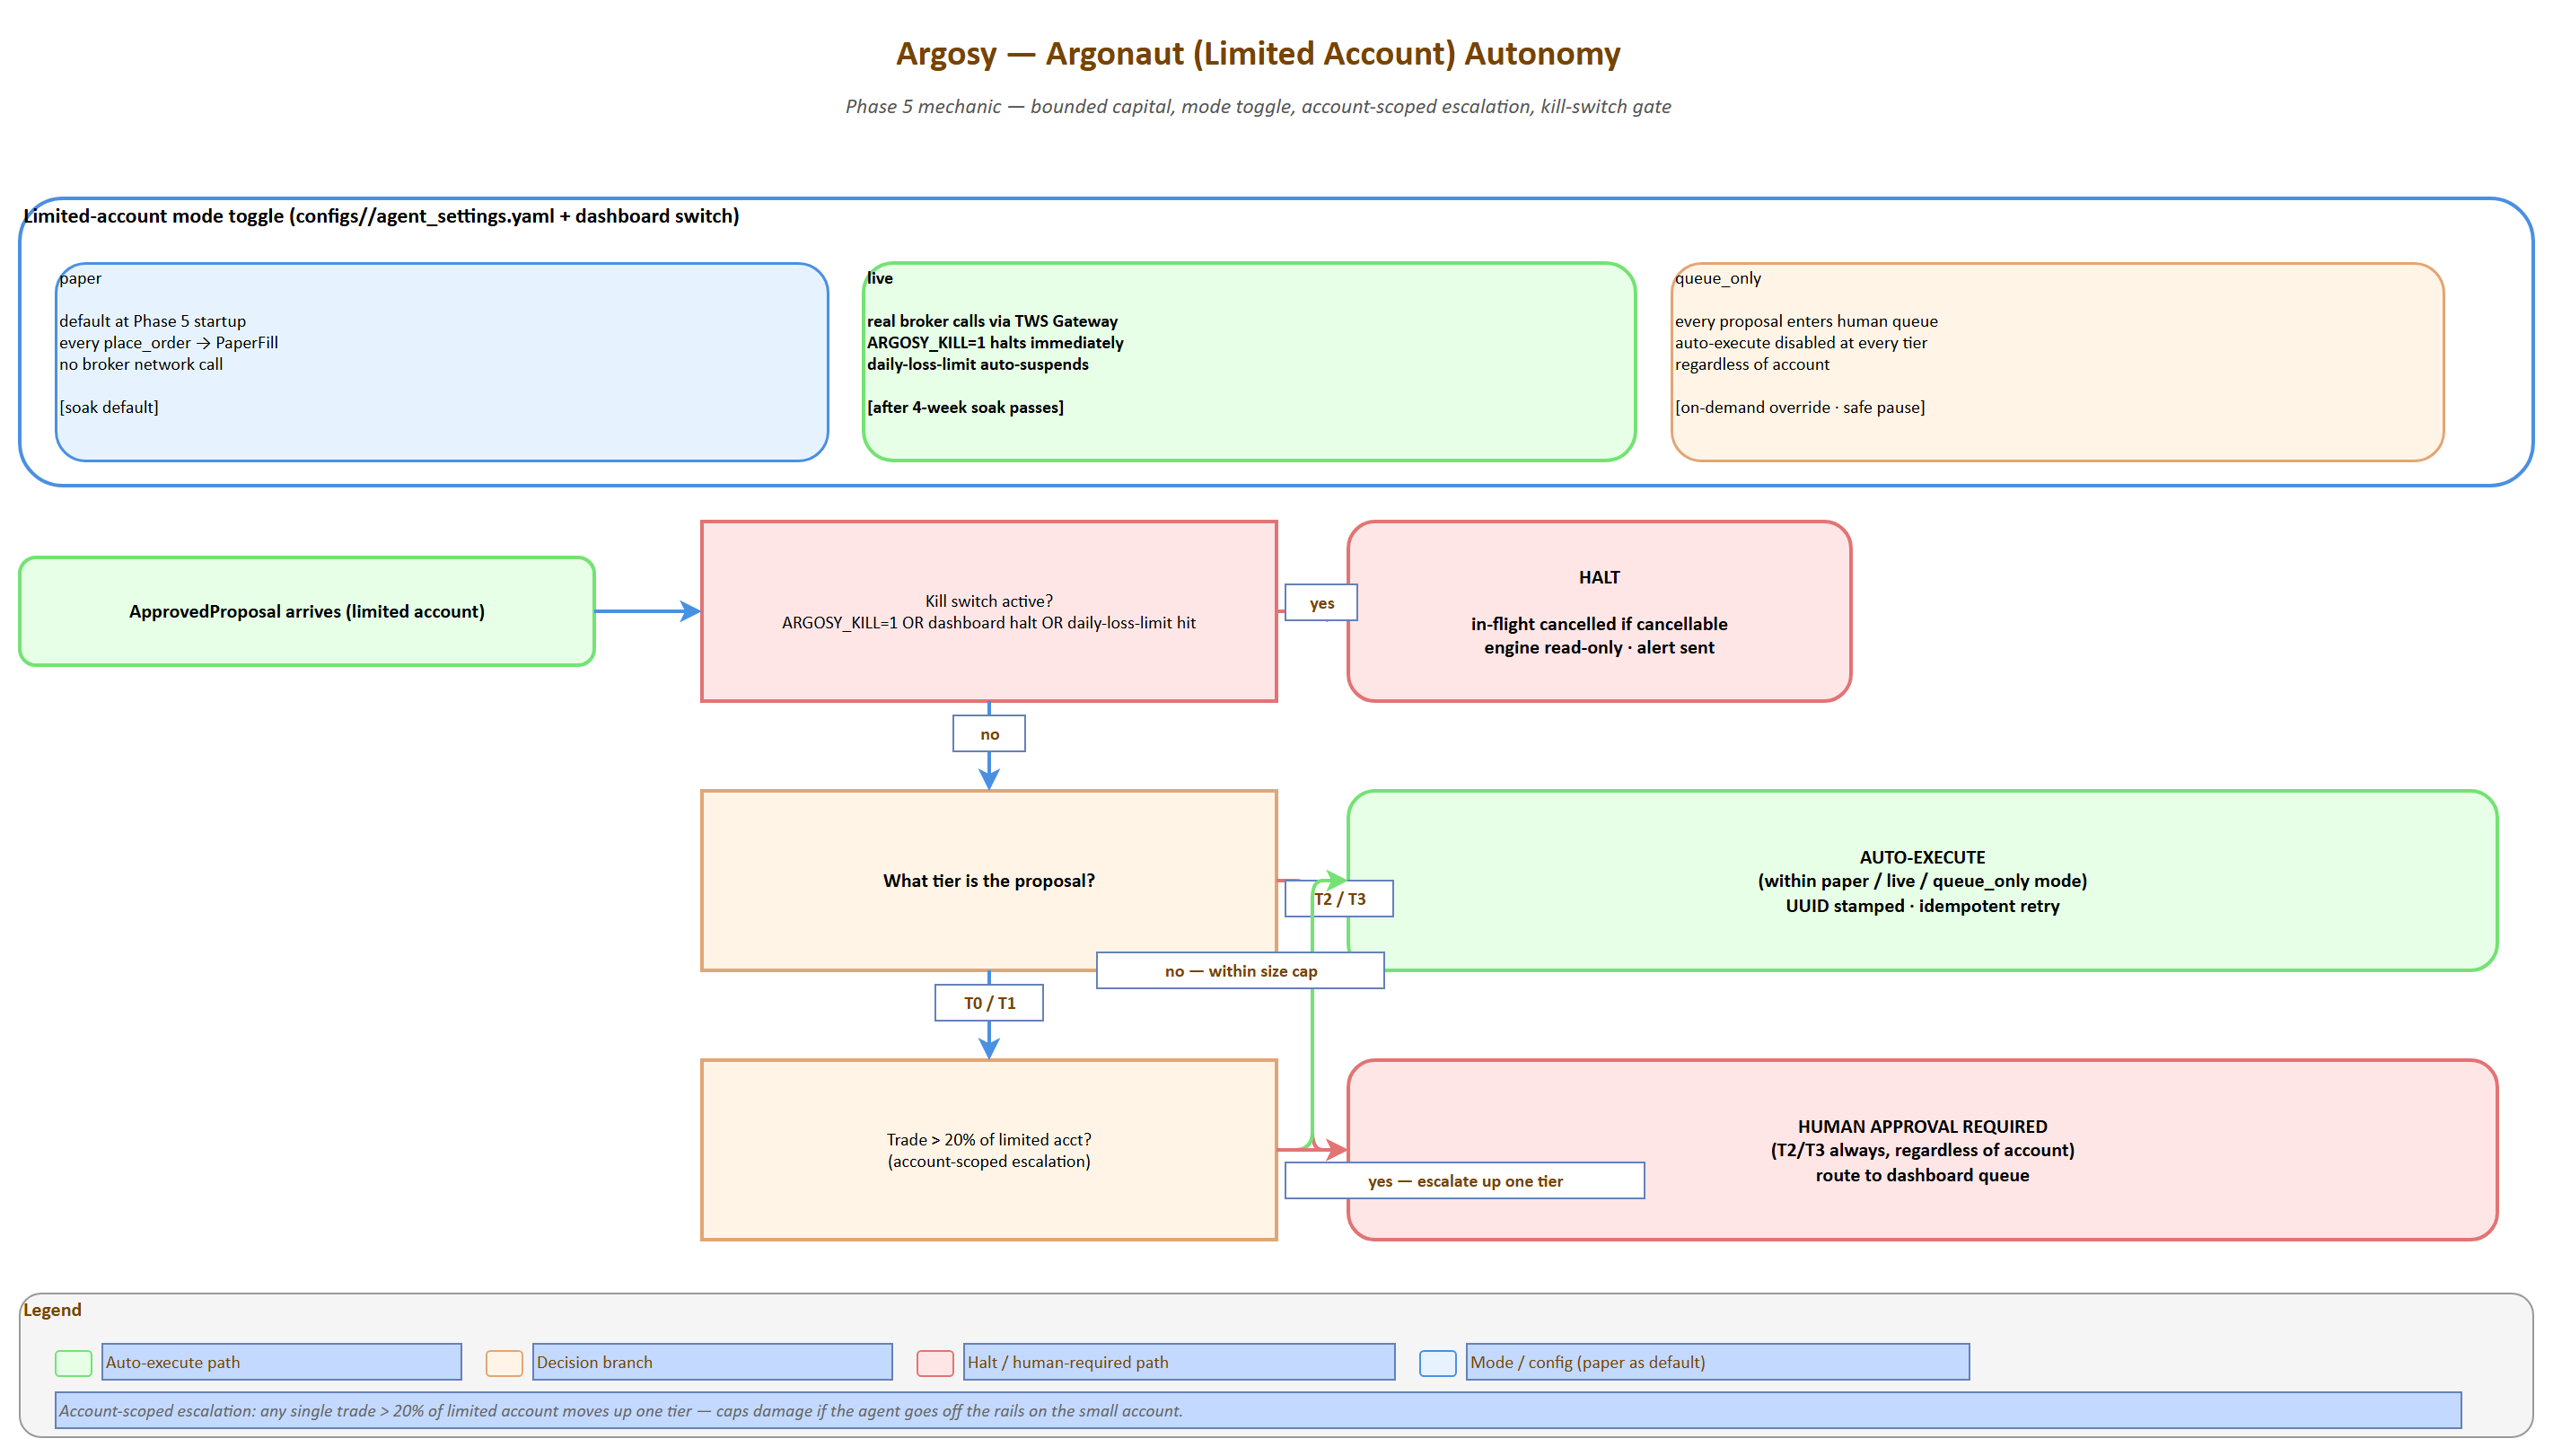 Argosy — Argonaut (Limited Account) Autonomy
Phase 5 mechanic — bounded capital, mode toggle, account-scoped escalation, kill-switch gate
Limited-account mode toggle (configs//agent_settings.yaml + dashboard switch)
paper
default at Phase 5 startup
every place_order → PaperFill
no broker network call
[soak default]
live
real broker calls via TWS Gateway
ARGOSY_KILL=1 halts immediately
daily-loss-limit auto-suspends
[after 4-week soak passes]
queue_only
every proposal enters human queue
auto-execute disabled at every tier
regardless of account
[on-demand override · safe pause]
ApprovedProposal arrives (limited account)
Kill switch active?
ARGOSY_KILL=1 OR dashboard halt OR daily-loss-limit hit
yes
HALT
in-flight cancelled if cancellable
engine read-only · alert sent
no
What tier is the proposal?
T2 / T3
AUTO-EXECUTE
(within paper / live / queue_only mode)
UUID stamped · idempotent retry
no — within size cap
T0 / T1
Trade > 20% of limited acct?
(account-scoped escalation)
yes — escalate up one tier
HUMAN APPROVAL REQUIRED
(T2/T3 always, regardless of account)
route to dashboard queue
Legend
Auto-execute path
Decision branch
Halt / human-required path
Mode / config (paper as default)
Account-scoped escalation: any single trade > 20% of limited account moves up one tier — caps damage if the agent goes off the rails on the small account.